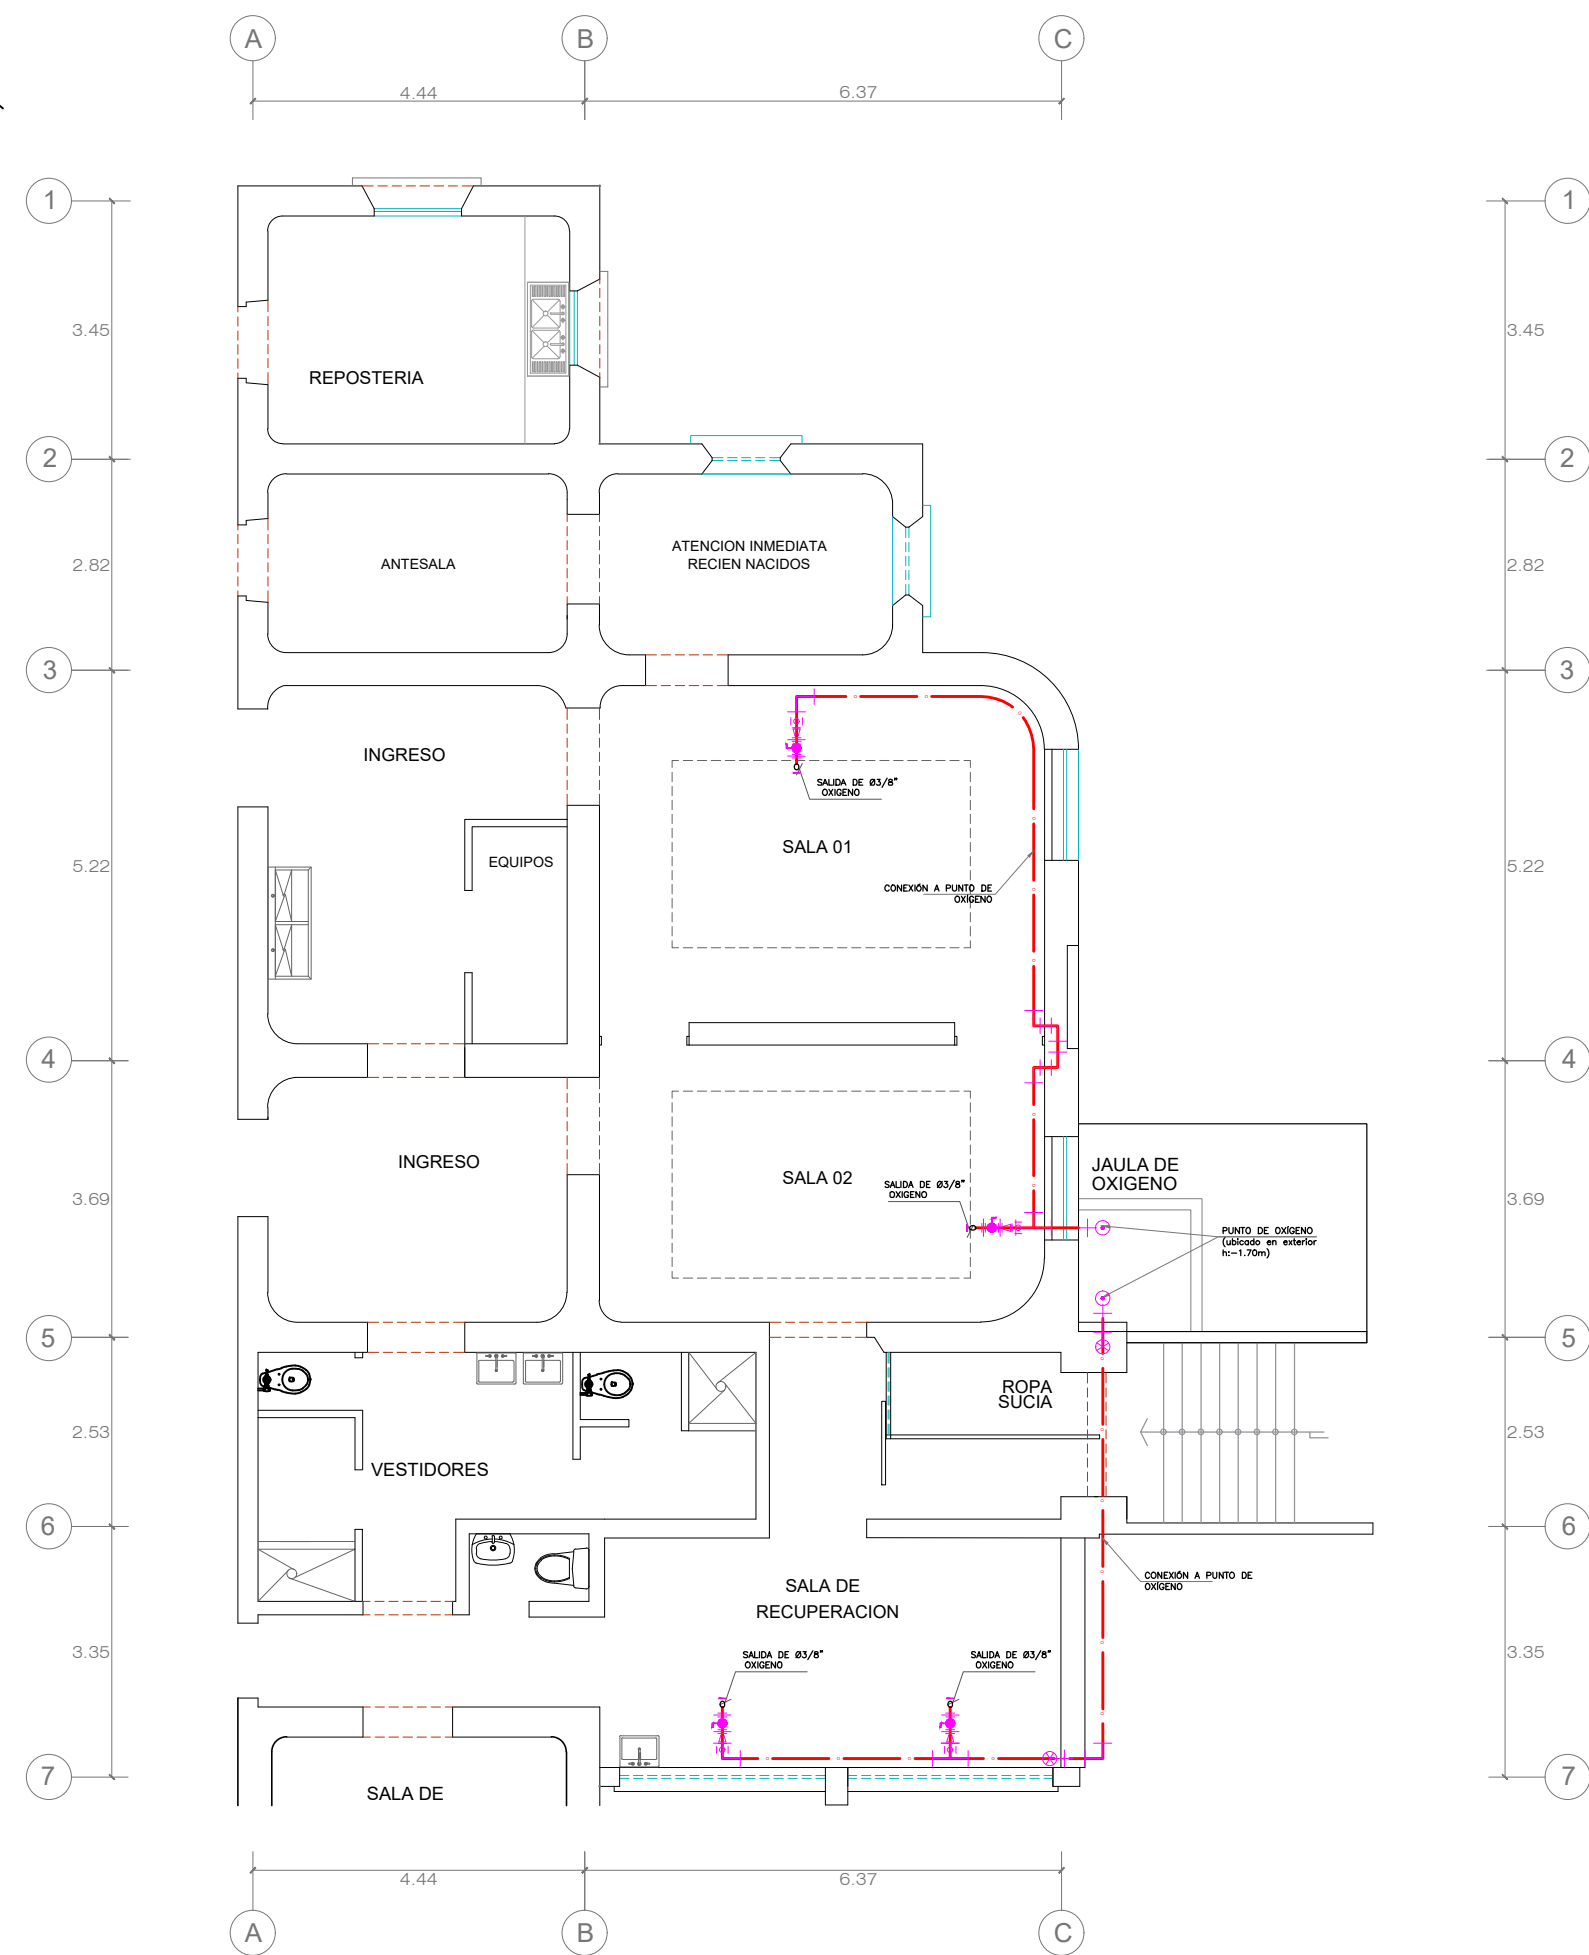 A
B
C
4.44
6.37
1
1
3.45
3.45
REPOSTERIA
2
2
2.82
2.82
ANTESALA
ATENCION INMEDIATA
RECIEN NACIDOS
3
3
INGRESO
SALIDA DE Ø3/8"
OXIGENO
SALA 01
EQUIPOS
5.22
5.22
CONEXIÓN A PUNTO DE
OXÍGENO
4
4
INGRESO
SALA 02
SALIDA DE Ø3/8"
OXIGENO
JAULA DE
OXIGENO
3.69
3.69
PUNTO DE OXÍGENO
(ubicado en exterior
h:-1.70m)
5
5
ROPA
SUCIA
2.53
2.53
VESTIDORES
6
6
CONEXIÓN A PUNTO DE
OXÍGENO
SALA DE
RECUPERACION
3.35
3.35
SALIDA DE Ø3/8"
OXIGENO
SALIDA DE Ø3/8"
OXIGENO
7
7
SALA DE
4.44
6.37
A
B
C